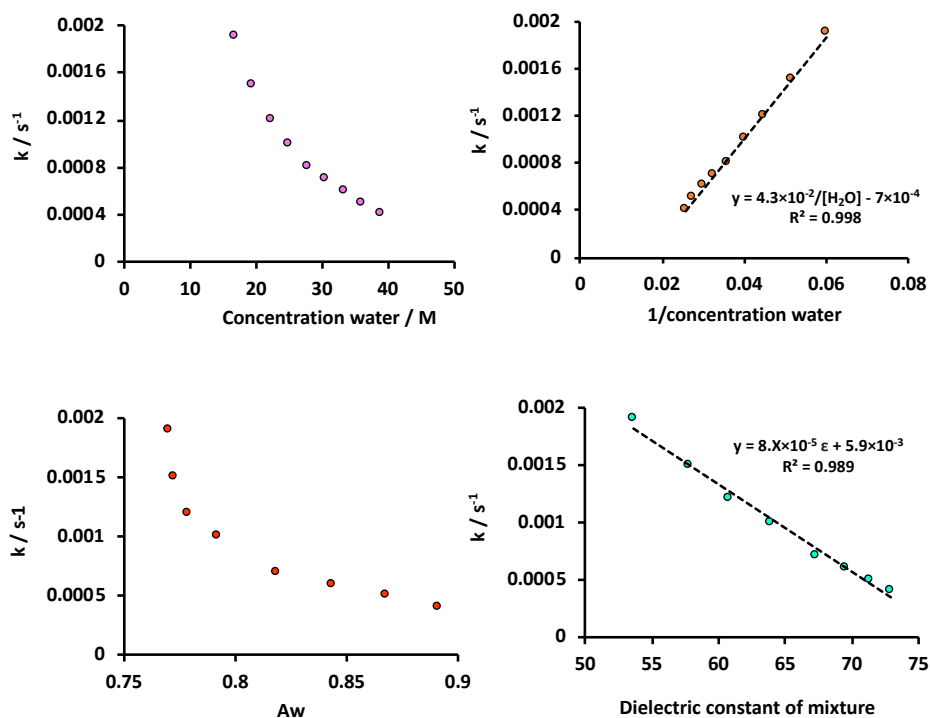 0.002
0.0016
0.0012
0.0008
0.0004
0
k / s⁻¹
0 10 20 30 40 50
Concentration water / M
0.002
0.0016
0.0012
0.0008
0.0004
0
k / s⁻¹
y = 4.3×10⁻²/[H₂O] - 7×10⁻⁴
R² = 0.998
0 0.02 0.04 0.06 0.08
1/concentration water
0.002
0.0015
0.001
0.0005
0
k / s-1
0.75 0.8 0.85 0.9
Aw
0.002
0.0015
0.001
0.0005
0
k / s⁻¹
y = 8.X×10⁻⁵ ε + 5.9×10⁻³
R² = 0.989
50 55 60 65 70 75
Dielectric constant of mixture